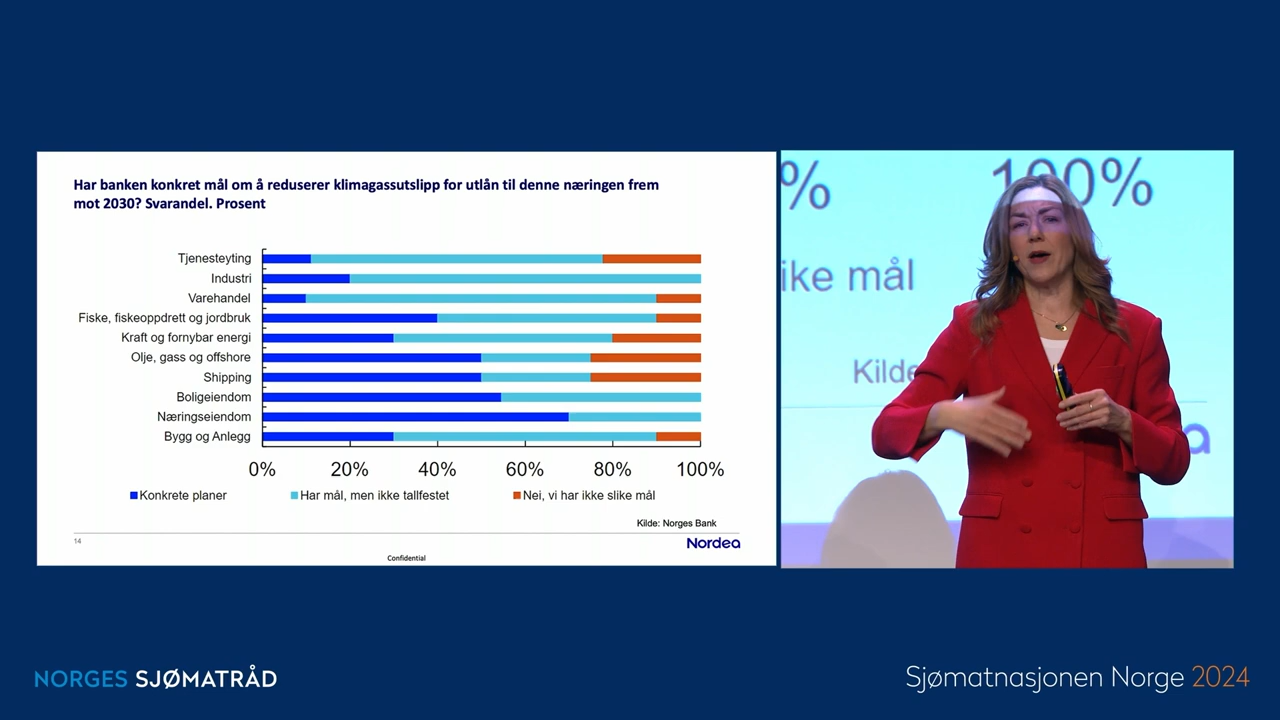 Har banken konkret mål om å reduserer klimagassutslipp for utlån til denne næringen frem
mot 2030? Svarandel. Prosent
Tjenesteyting
Industri
Varehandel
Fiske, fiskeoppdrett og jordbruk
Kraft og fornybar energi
Olje, gass og offshore
Shipping
Boligeiendom
Næringseiendom
Bygg og Anlegg
0% 20% 40% 60% 80% 100%
Konkrete planer Har mål, men ikke tallfestet Nei, vi har ikke slike mål
Kilde: Norges Bank
14
Nordea
Confidential
% 100%
ike mål
Kilde
a
NORGES SJØMATRÅD
Sjømatnasjonen Norge 2024